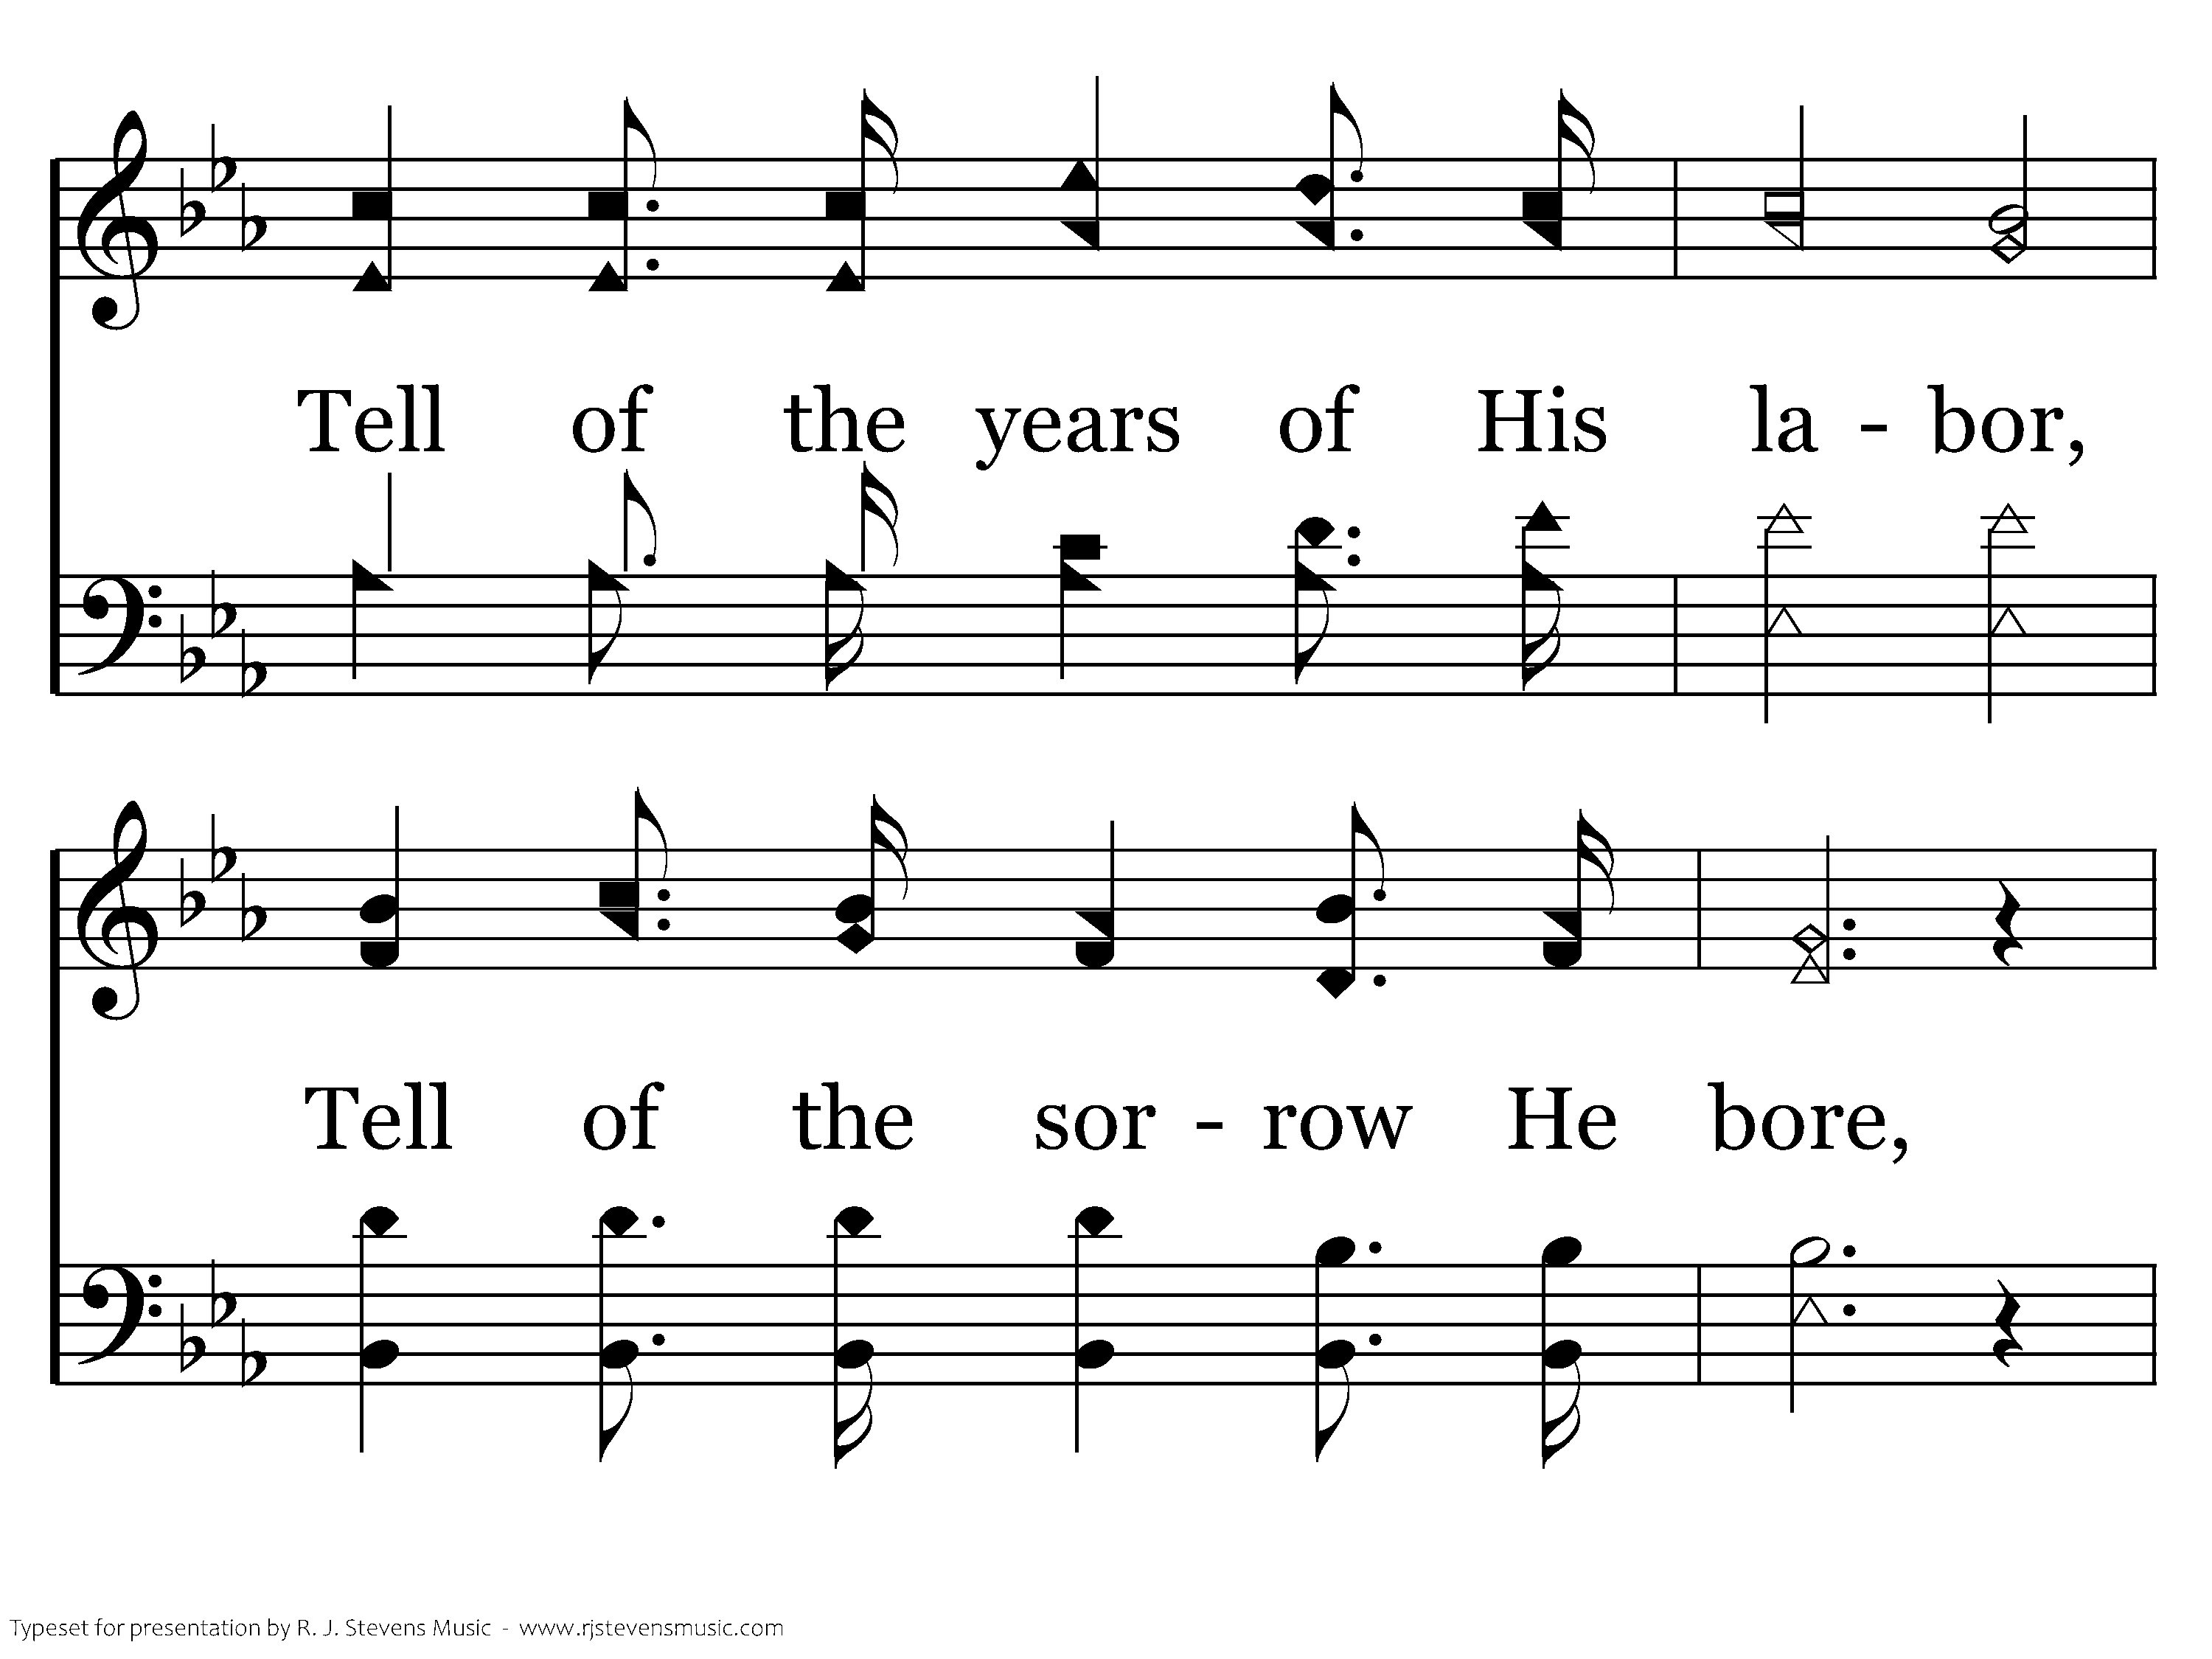 Tell of the years of His la - bor,
Tell of the sor - row He bore,
Typeset for presentation by R. J. Stevens Music - www.rjstevensmusic.com